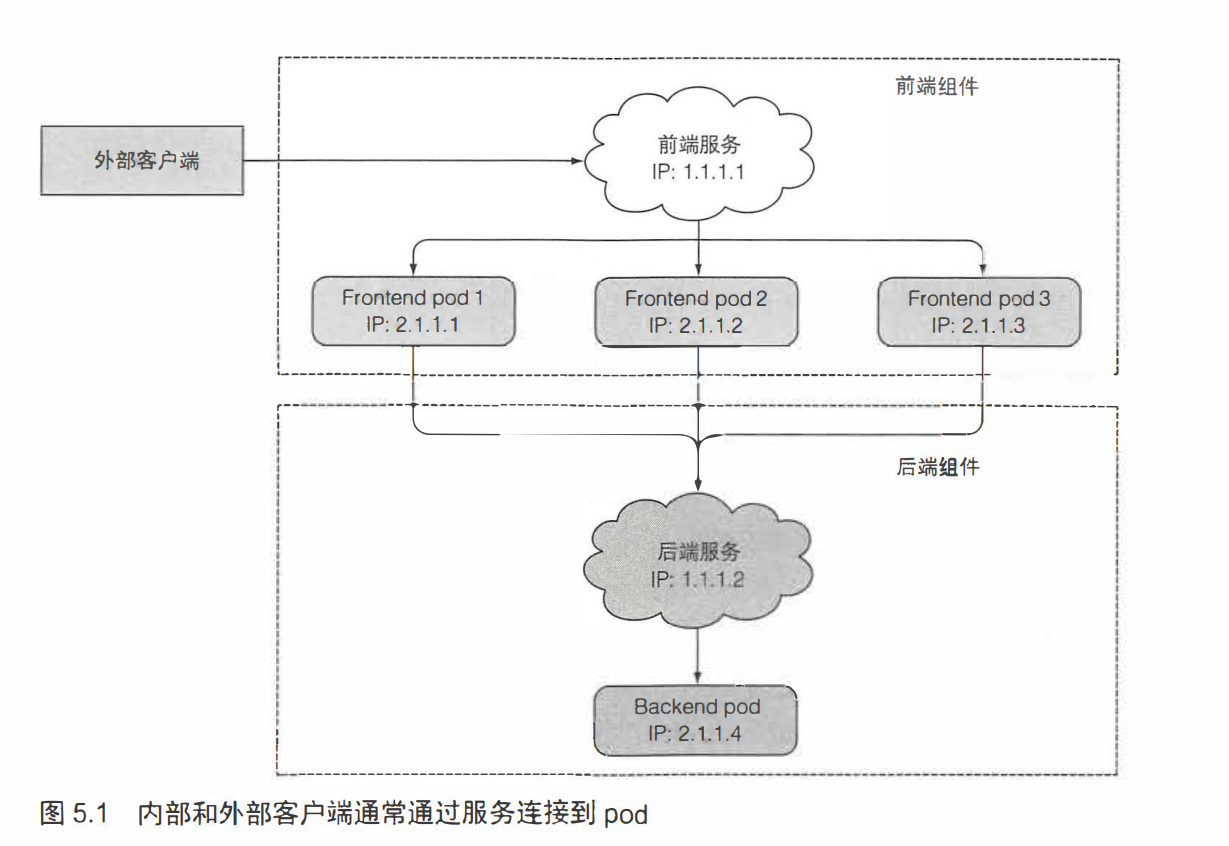 前端组件
外部客户端
前端服务
IP: 1.1.1.1
Frontend pod 1
IP: 2.1.1.1
Frontend pod 2
IP: 2.1.1.2
Frontend pod 3
IP: 2.1.1.3
后端组件
后端服务
IP: 1.1.1.2
Backend pod
IP: 2.1.1.4
图 5.1 内部和外部客户端通常通过服务连接到 pod